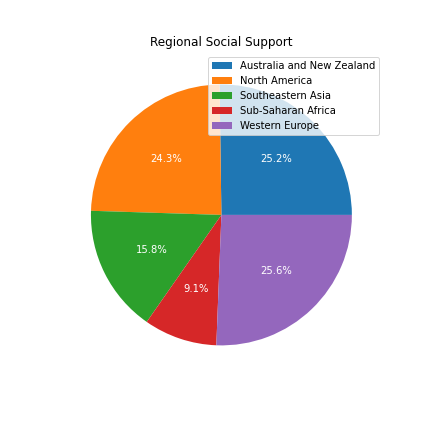 Regional Social Support
Australia and New Zealand
North America
Southeastern Asia
Sub-Saharan Africa
Western Europe
24.3%
25.2%
15.8%
9.1%
25.6%